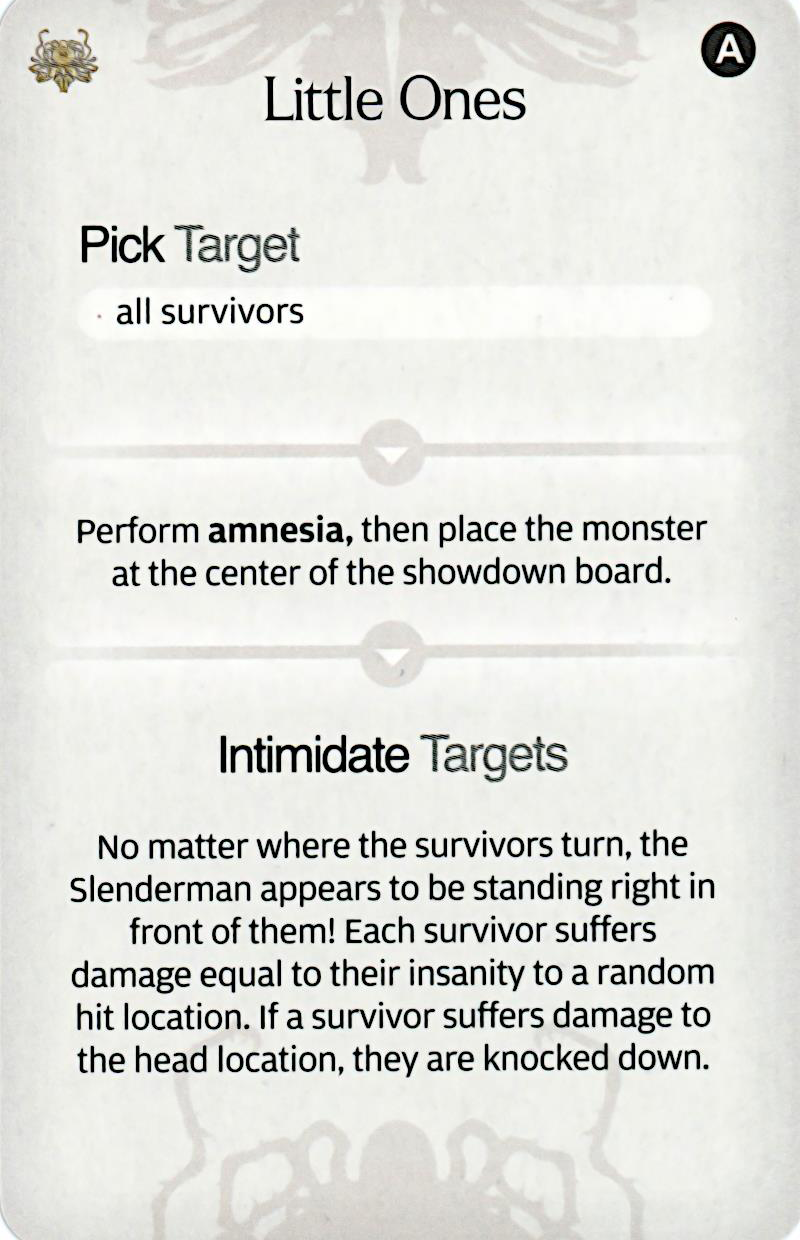 A
Little Ones
Pick Target
· all survivors
Perform amnesia, then place the monster
at the center of the showdown board.
Intimidate Targets
No matter where the survivors turn, the
Slenderman appears to be standing right in
front of them! Each survivor suffers
damage equal to their insanity to a random
hit location. If a survivor suffers damage to
the head location, they are knocked down.